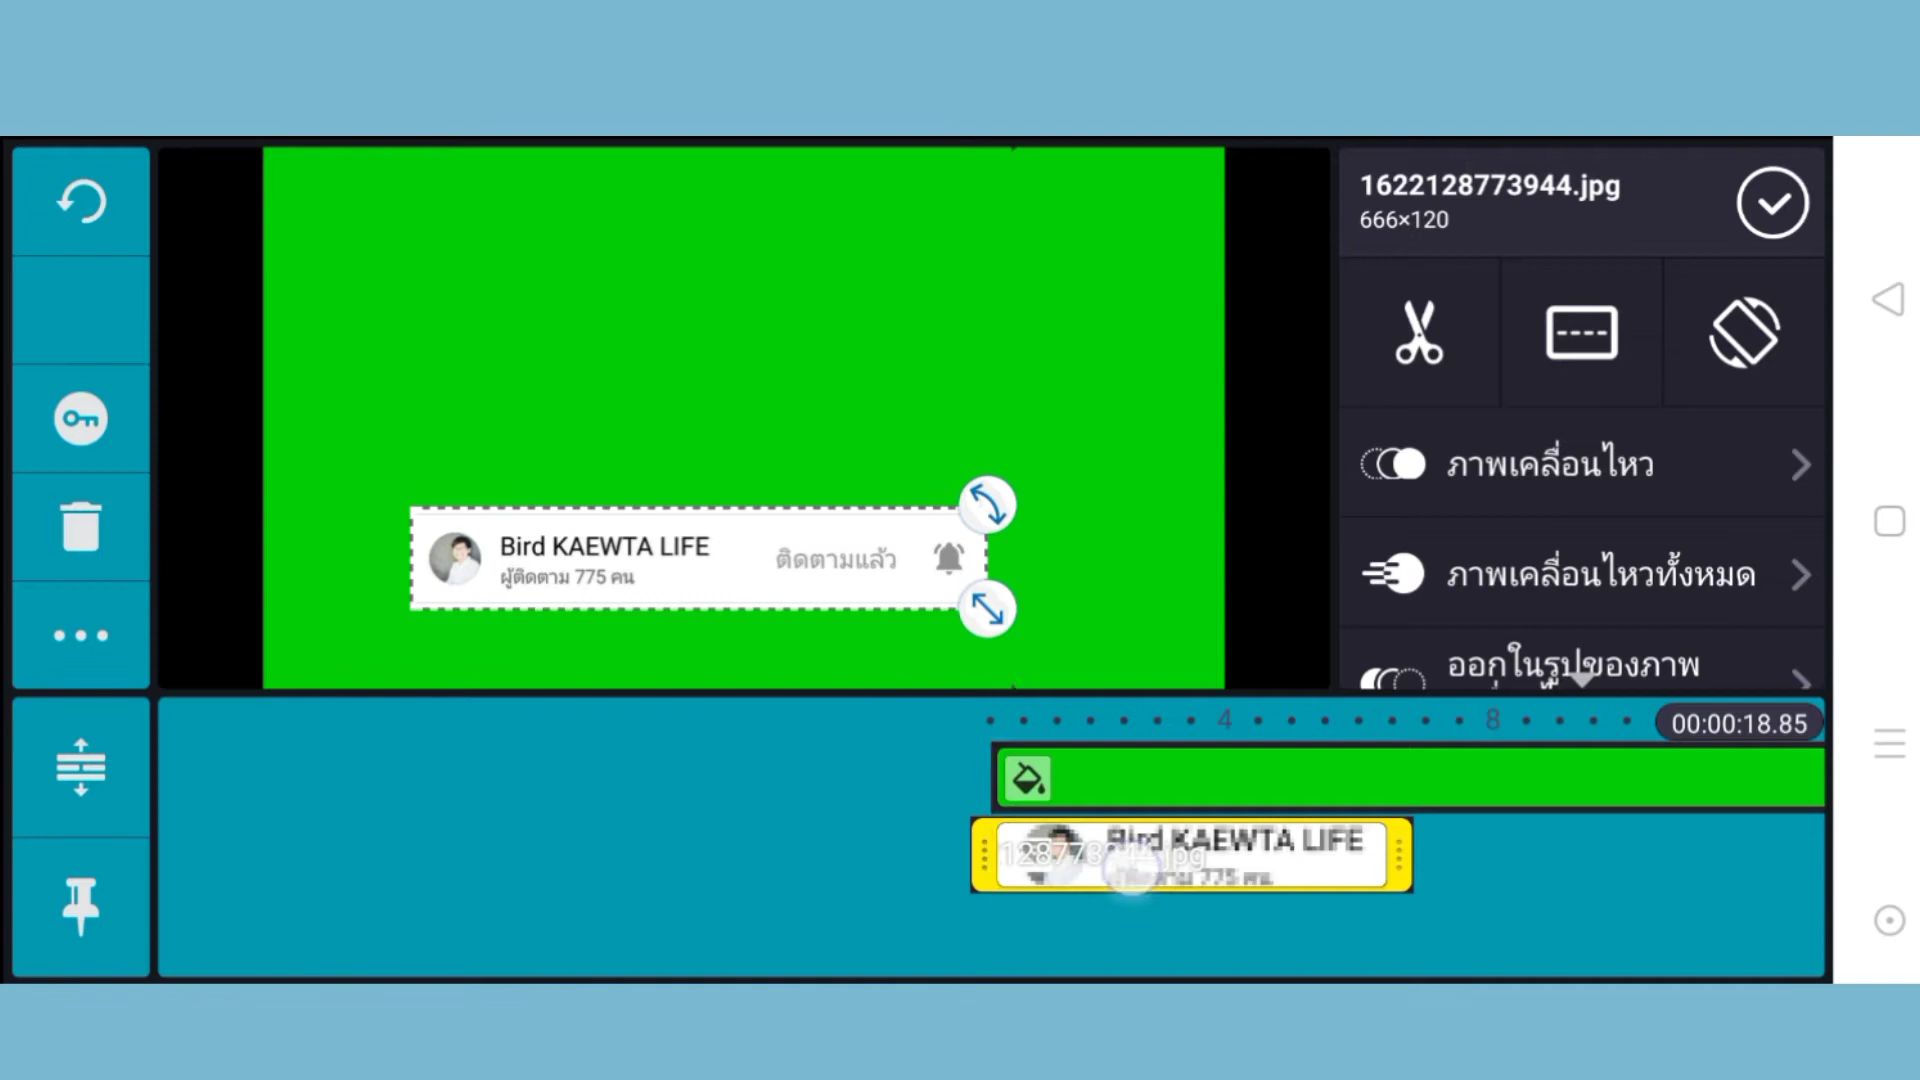 1622128773944.jpg
666×120
ภาพเคลื่อนไหว
ภาพเคลื่อนไหวทั้งหมด
ออกในรูปของภาพ
Bird KAEWTA LIFE
ผู้ติดตาม 775 คน
ติดตามแล้ว
4
8
00:00:18.85
Bird KAEWTA LIFE